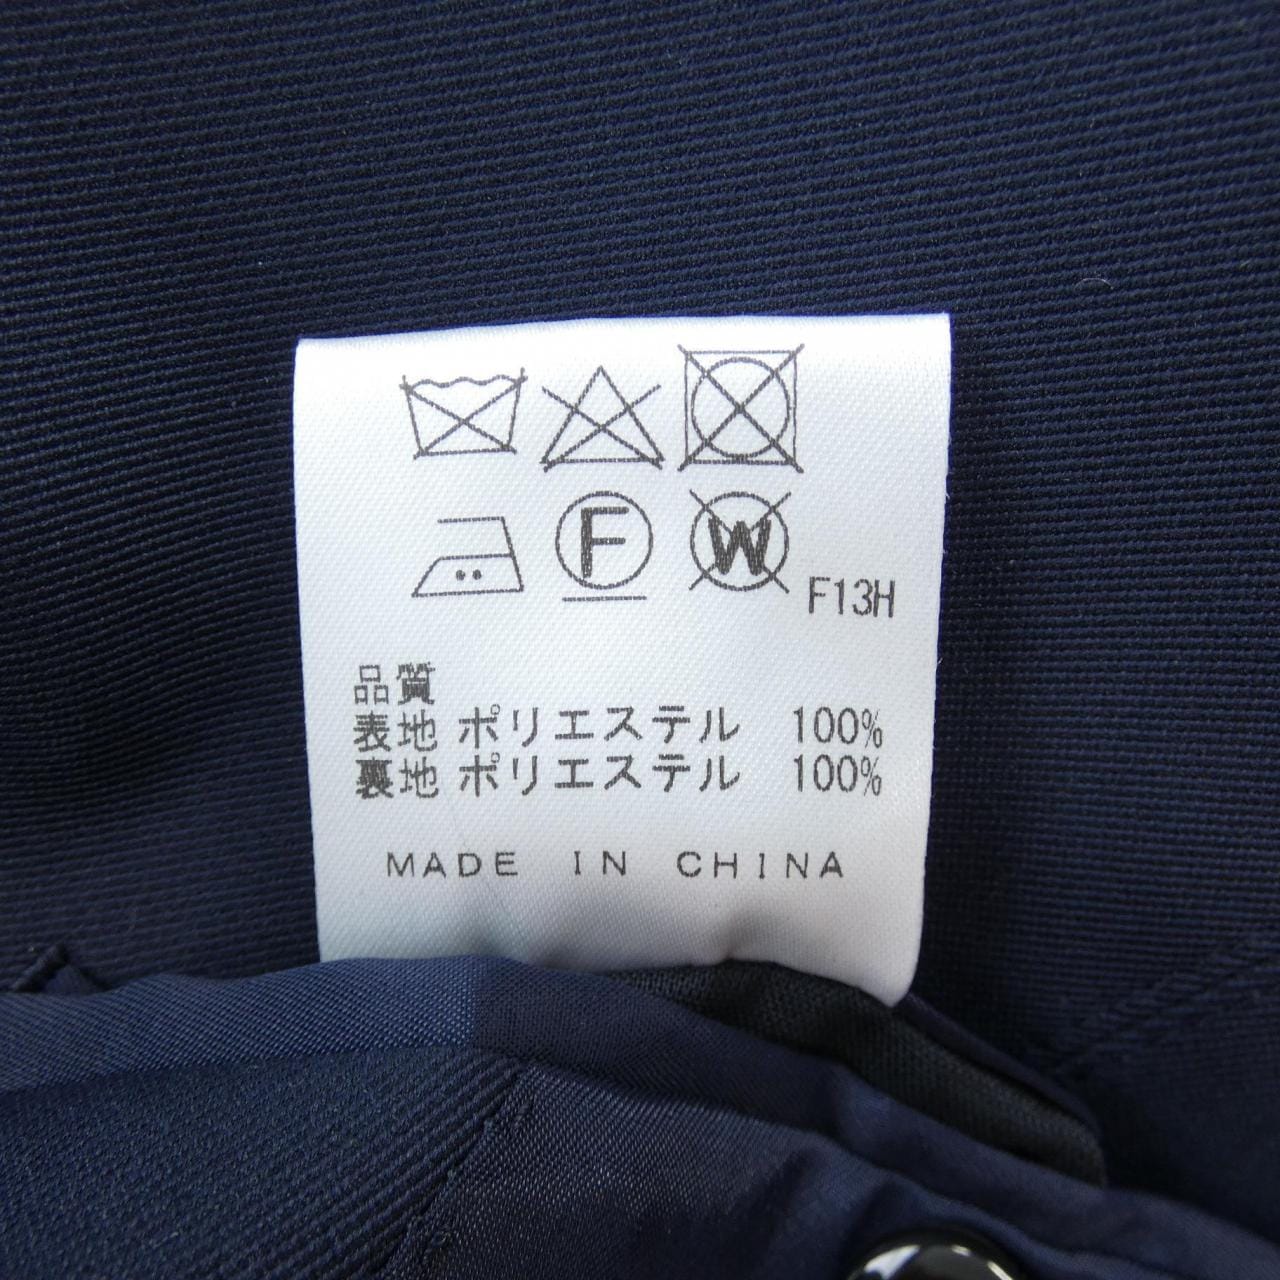 F W F13H
品質
表地 ポリエステル 100%
裏地 ポリエステル 100%
MADE IN CHINA